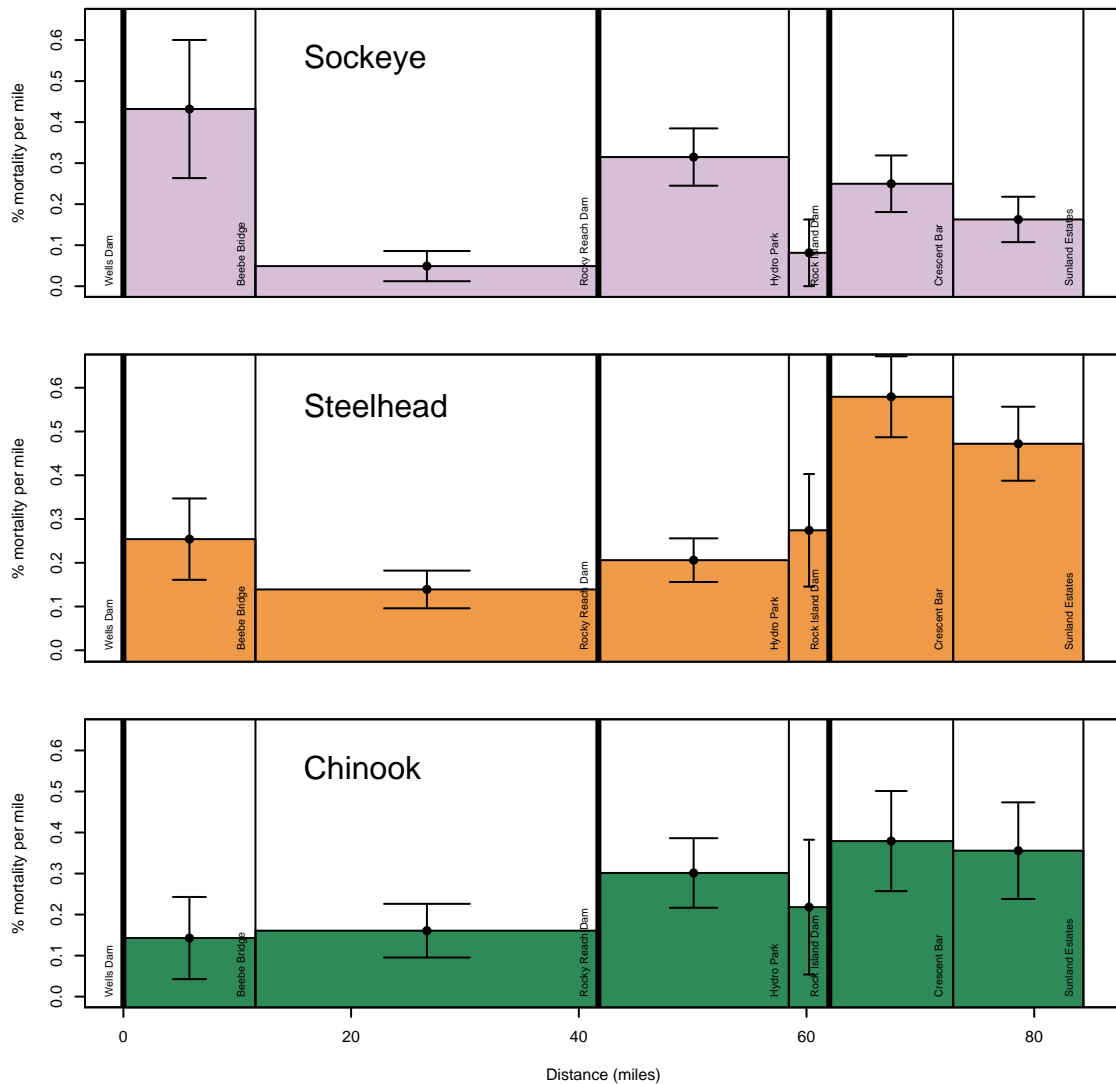 Sockeye
% mortality per mile
0.6
0.5
0.4
0.3
0.2
0.1
0.0
Wells Dam
Beebe Bridge
Rocky Reach Dam
Hydro Park
Rock Island Dam
Crescent Bar
Sunland Estates
Steelhead
% mortality per mile
0.6
0.5
0.4
0.3
0.2
0.1
0.0
Wells Dam
Beebe Bridge
Rocky Reach Dam
Hydro Park
Rock Island Dam
Crescent Bar
Sunland Estates
Chinook
% mortality per mile
0.6
0.5
0.4
0.3
0.2
0.1
0.0
Wells Dam
Beebe Bridge
Rocky Reach Dam
Hydro Park
Rock Island Dam
Crescent Bar
Sunland Estates
0 20 40 60 80
Distance (miles)